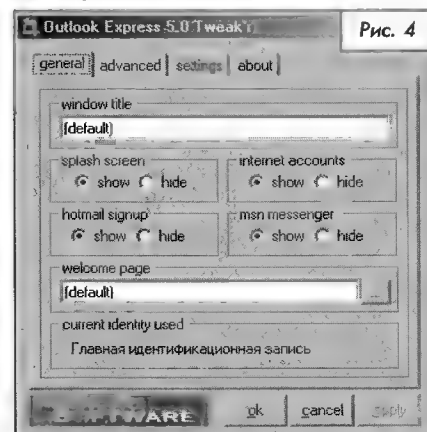 Outlook Express 5.0 Tweak'r
Рис. 4
general advanced settings about
window title
(default)
splash screen internet accounts
show hide show hide
hotmail signup msn messenger
show hide show hide
welcome page
(default)
current identity used
Главная идентификационная запись
ok cancel apply